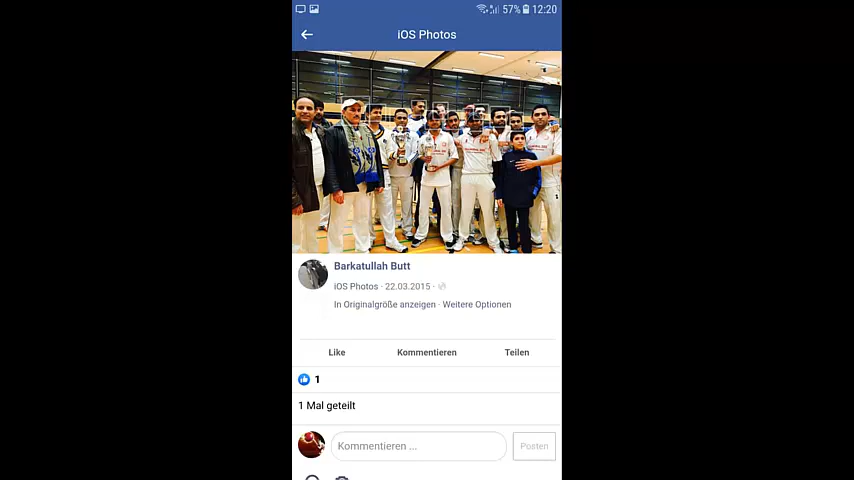 57% 12:20
iOS Photos
Barkatullah Butt
iOS Photos · 22.03.2015 ·
In Originalgröße anzeigen · Weitere Optionen
Like Kommentieren Teilen
1
1 Mal geteilt
Kommentieren ... Posten